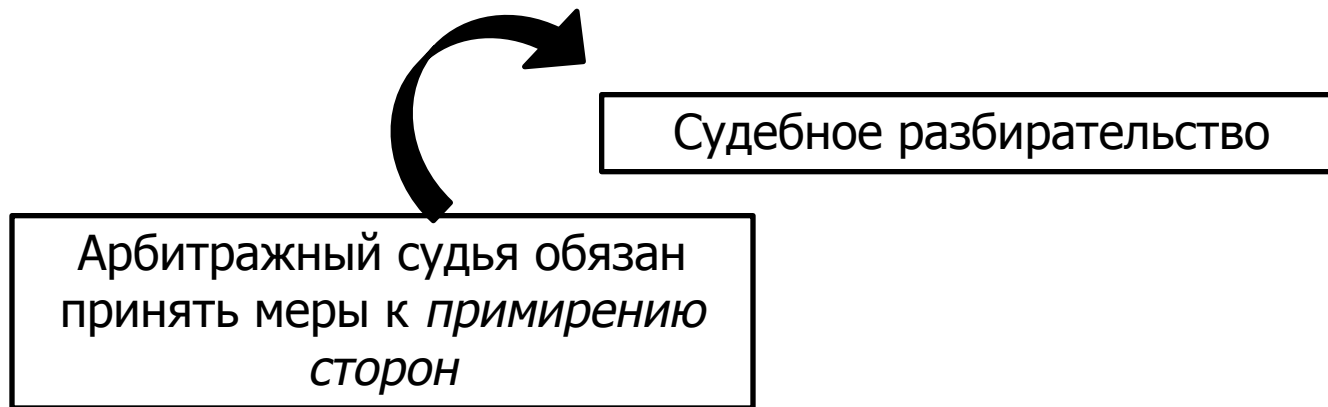 Судебное разбирательство
Арбитражный судья обязан
принять меры к примирению
сторон